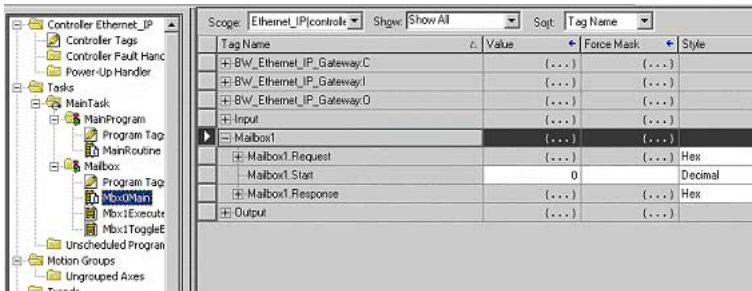 Controller Ethernet_IP
Controller Tags
Controller Fault Hanc
Power-Up Handler
Tasks
MainTask
MainProgram
Program Tag:
MainRoutine
Mailbox
Program Tag:
Mbx0Main
Mbx1Execute
Mbx1ToggleE
Unscheduled Progran
Motion Groups
Ungrouped Axes
Trends
Scope: Ethernet_IP(controlle Show: Show All Sort: Tag Name
Tag Name Value Force Mask Style
BW_Ethernet_IP_Gateway:C {...} {...}
BW_Ethernet_IP_Gateway:I {...} {...}
BW_Ethernet_IP_Gateway:O {...} {...}
Input {...} {...}
Mailbox1 {...} {...}
Mailbox1.Request {...} {...} Hex
Mailbox1.Start 0 Decimal
Mailbox1.Response {...} {...} Hex
Output {...} {...}